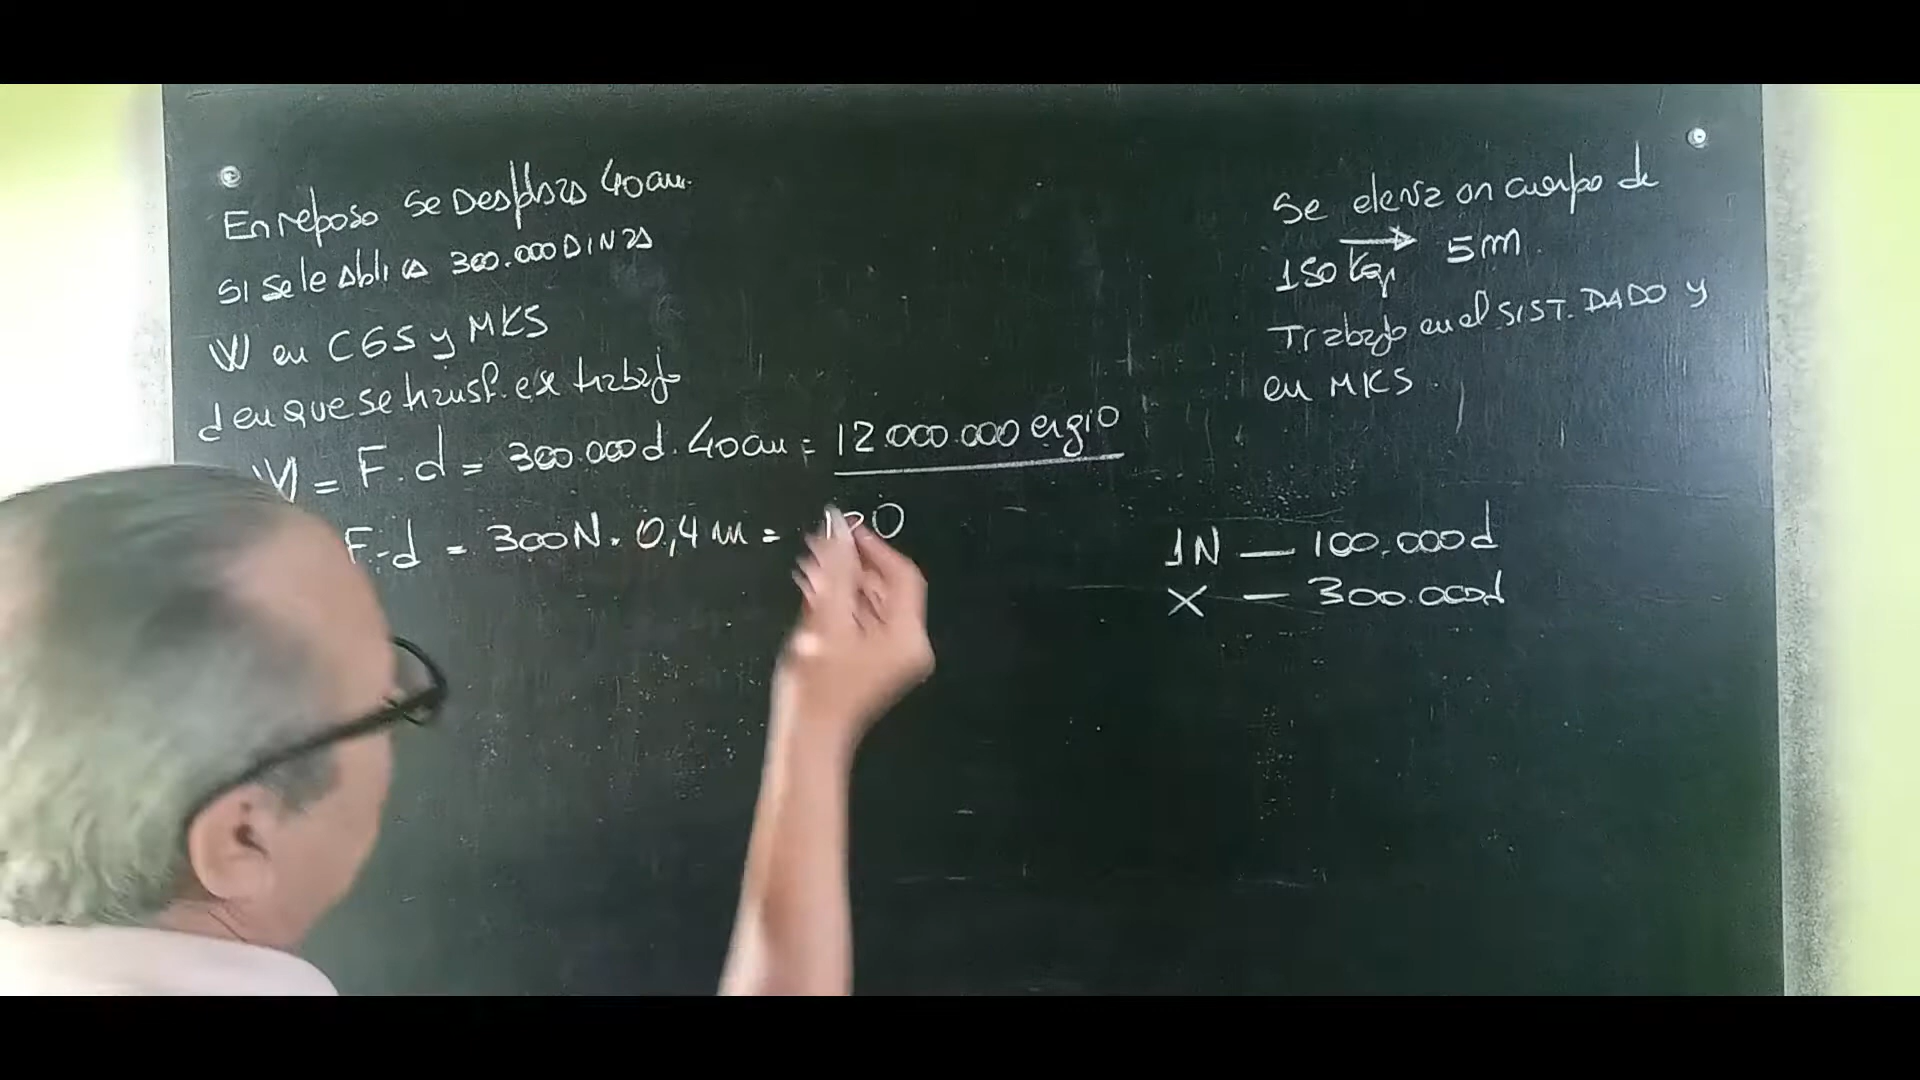 En reposo se Desplaza 40cm.
Si se le aplica 300.000 DINAS
W en CGS y MKS
d en que se transf. ese trabajo
W = F.d = 300.000d.40cm = 12.000.000 ergio
F.d = 300N.0,4m = 120
Se eleva un cuerpo de
150 kg 5m.
Trabajo en el SIST. DADO y
en MKS.
1N — 100.000d
X — 300.000d